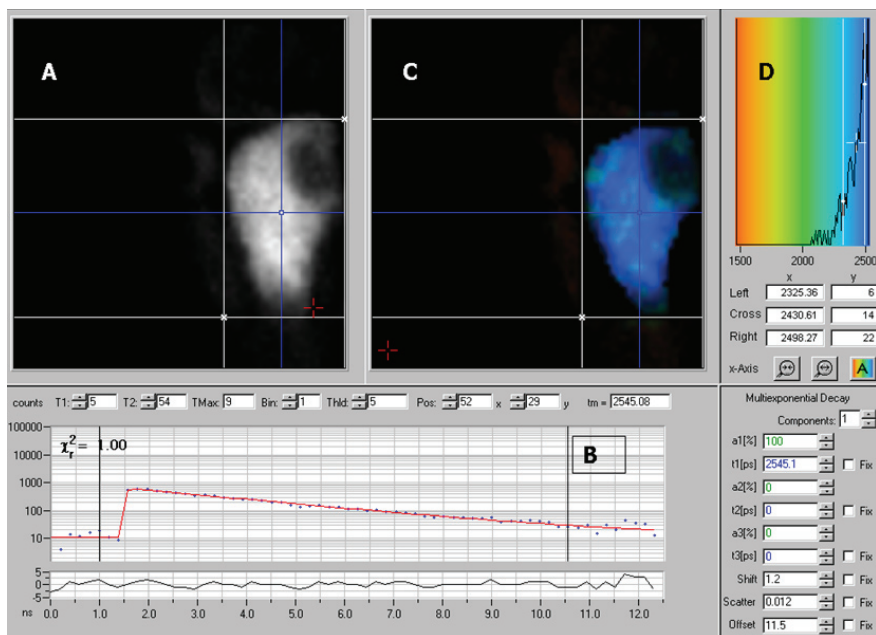 A
C
D
1500 2000 2500
x y
Left 2325.36 6
Cross 2430.61 14
Right 2498.27 22
x-Axis A
counts T1: 5 T2: 54 TMax: 9 Bin: 1 Thld: 5 Pos: 52 x 29 y tm = 2545.08
100000
10000
1000
100
10
χr² = 1.00
B
5
0
-5
0.0 1.0 2.0 3.0 4.0 5.0 6.0 7.0 8.0 9.0 10.0 11.0 12.0 13.0
ns
Multiexponential Decay
Components: 1
a1[%] 100
t1[ps] 2545.1 Fix
a2[%] 0
t2[ps] 0 Fix
a3[%] 0
t3[ps] 0 Fix
Shift 1.2 Fix
Scatter 0.012 Fix
Offset 11.5 Fix